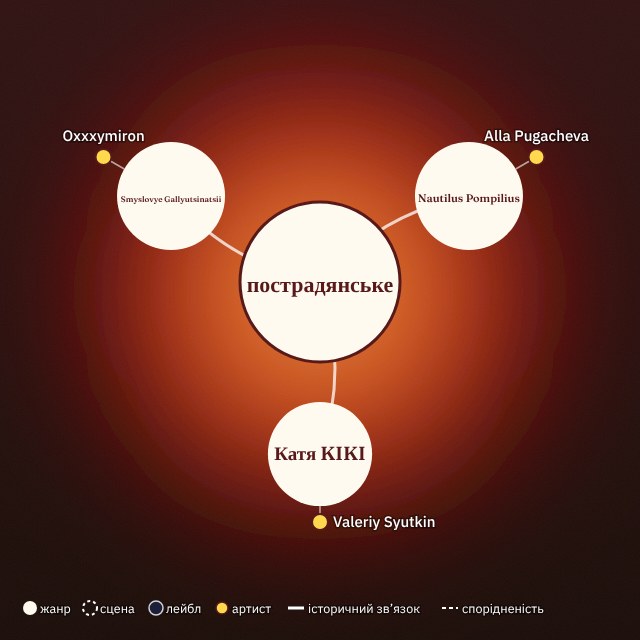 Oxxxymiron
Alla Pugacheva
Smyslovye Gallyutsinatsii
Nautilus Pompilius
пострадянське
Катя КІКІ
Valeriy Syutkin
жанр
сцена
лейбл
артист
історичний зв’язок
спорідненість